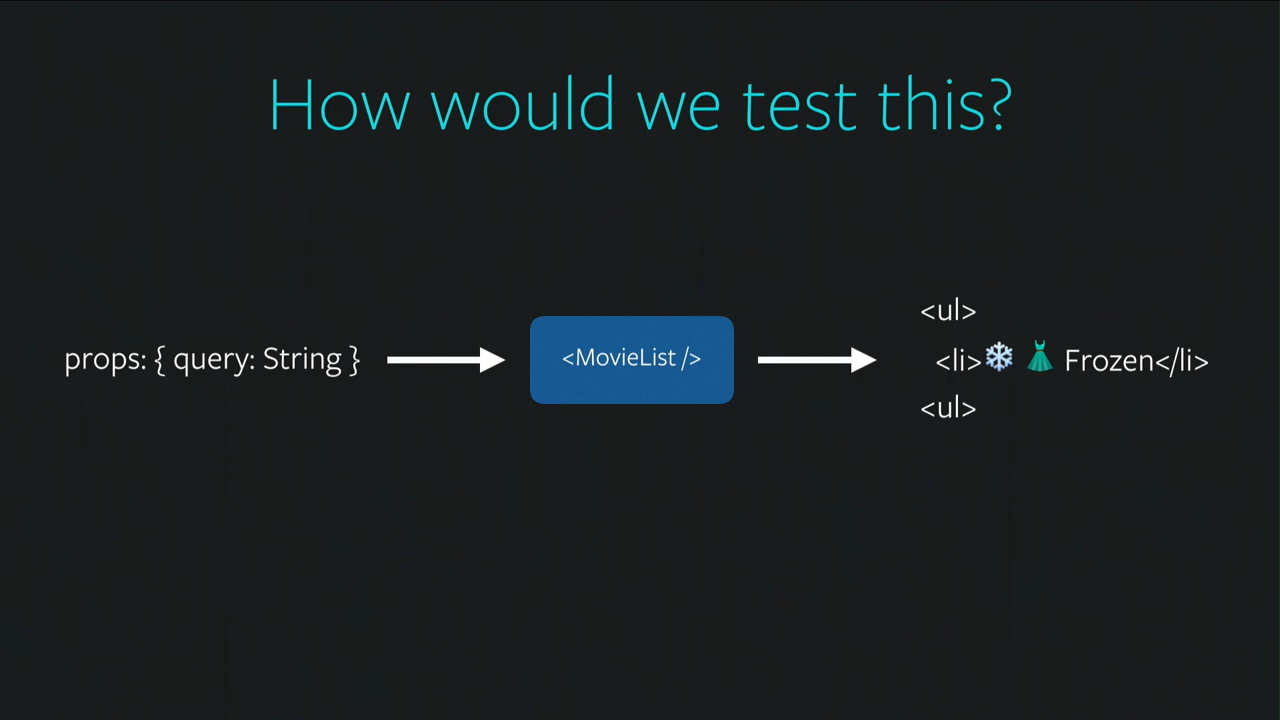 How would we test this?
props: { query: String }
<MovieList />
<ul>
<li>❄️ 👗 Frozen</li>
<ul>